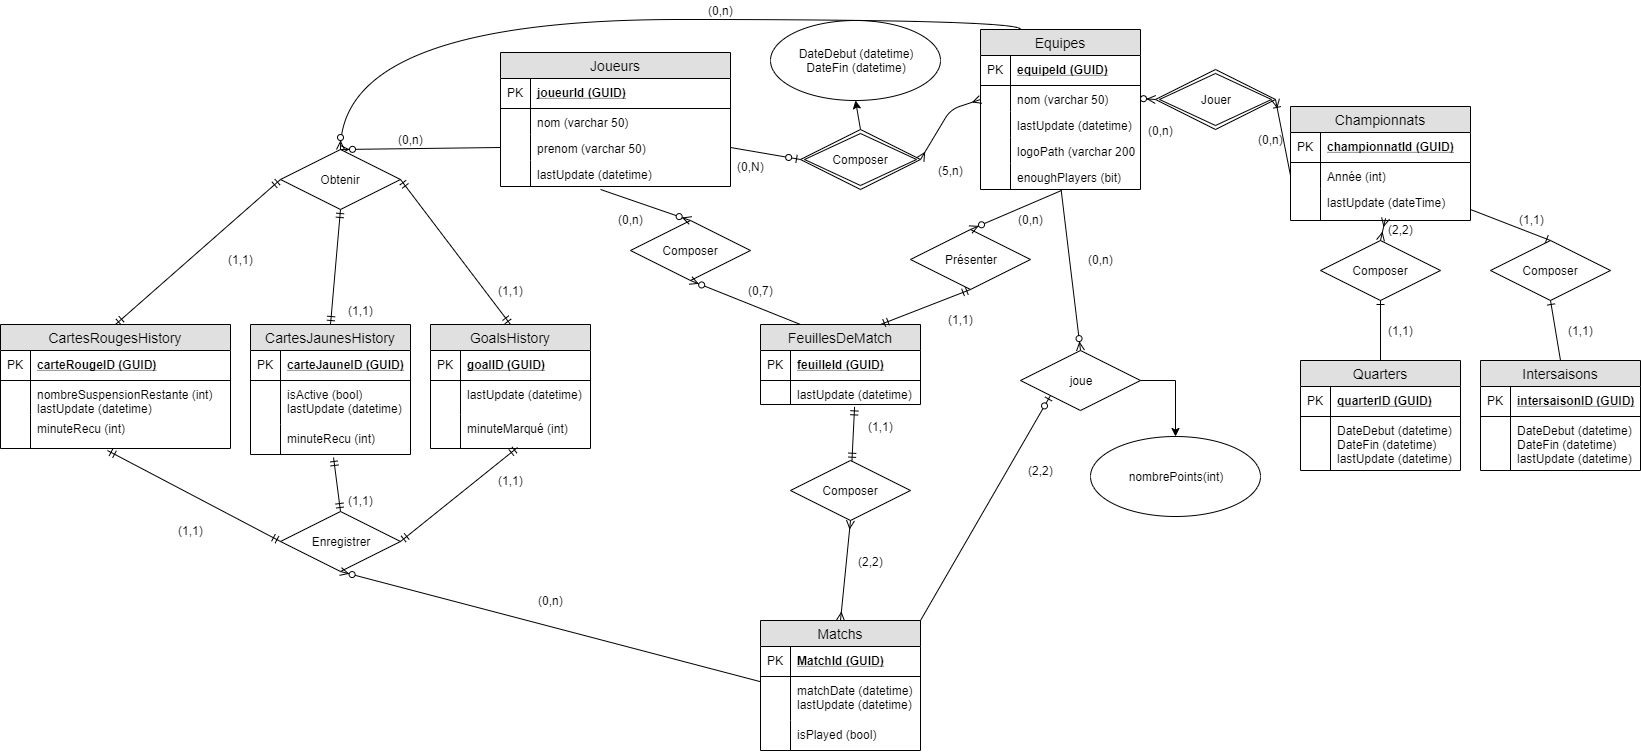 (0,n)
DateDebut (datetime)
DateFin (datetime)
Joueurs
PK joueurId (GUID)
nom (varchar 50)
prenom (varchar 50)
lastUpdate (datetime)
Equipes
PK equipeId (GUID)
nom (varchar 50)
lastUpdate (datetime)
logoPath (varchar 200
enoughPlayers (bit)
Jouer
(0,n)
(0,n)
Championnats
PK championnatId (GUID)
Année (int)
lastUpdate (dateTime)
(0,n)
(0,N)
Composer
(5,n)
Obtenir
(0,n)
Composer
(0,7)
(0,n)
Présenter
(1,1)
(0,n)
(2,2)
Composer
(1,1)
(1,1)
Composer
(1,1)
(1,1)
(1,1)
(1,1)
CartesRougesHistory
PK carteRougeID (GUID)
nombreSuspensionRestante (int)
lastUpdate (datetime)
minuteRecu (int)
CartesJaunesHistory
PK carteJauneID (GUID)
isActive (bool)
lastUpdate (datetime)
minuteRecu (int)
GoalsHistory
PK goalID (GUID)
lastUpdate (datetime)
minuteMarqué (int)
FeuillesDeMatch
PK feuilleId (GUID)
lastUpdate (datetime)
joue
nombrePoints(int)
Quarters
PK quarterID (GUID)
DateDebut (datetime)
DateFin (datetime)
lastUpdate (datetime)
Intersaisons
PK intersaisonID (GUID)
DateDebut (datetime)
DateFin (datetime)
lastUpdate (datetime)
(1,1)
Composer
(2,2)
(2,2)
(1,1)
(1,1)
(1,1)
Enregistrer
(0,n)
Matchs
PK MatchId (GUID)
matchDate (datetime)
lastUpdate (datetime)
isPlayed (bool)